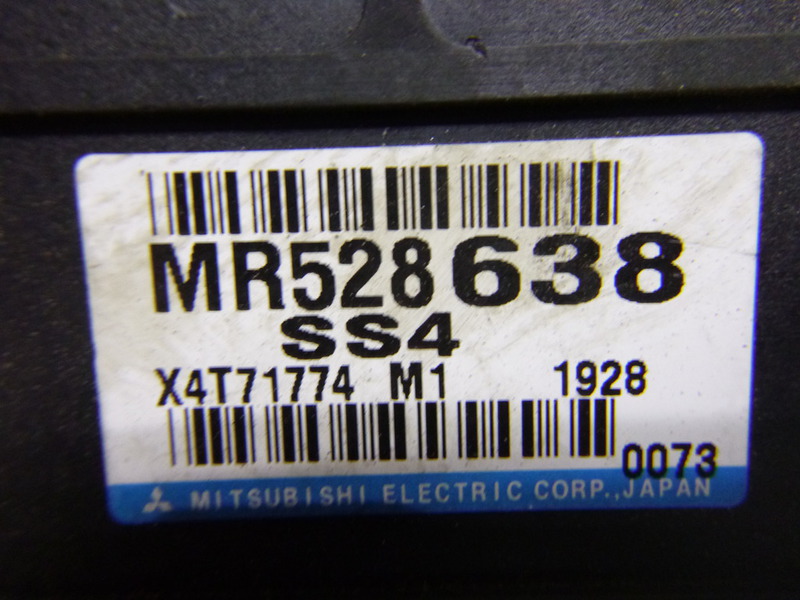 MR528638
SS4
X4T71774 M1 1928
0073
MITSUBISHI ELECTRIC CORP.,JAPAN